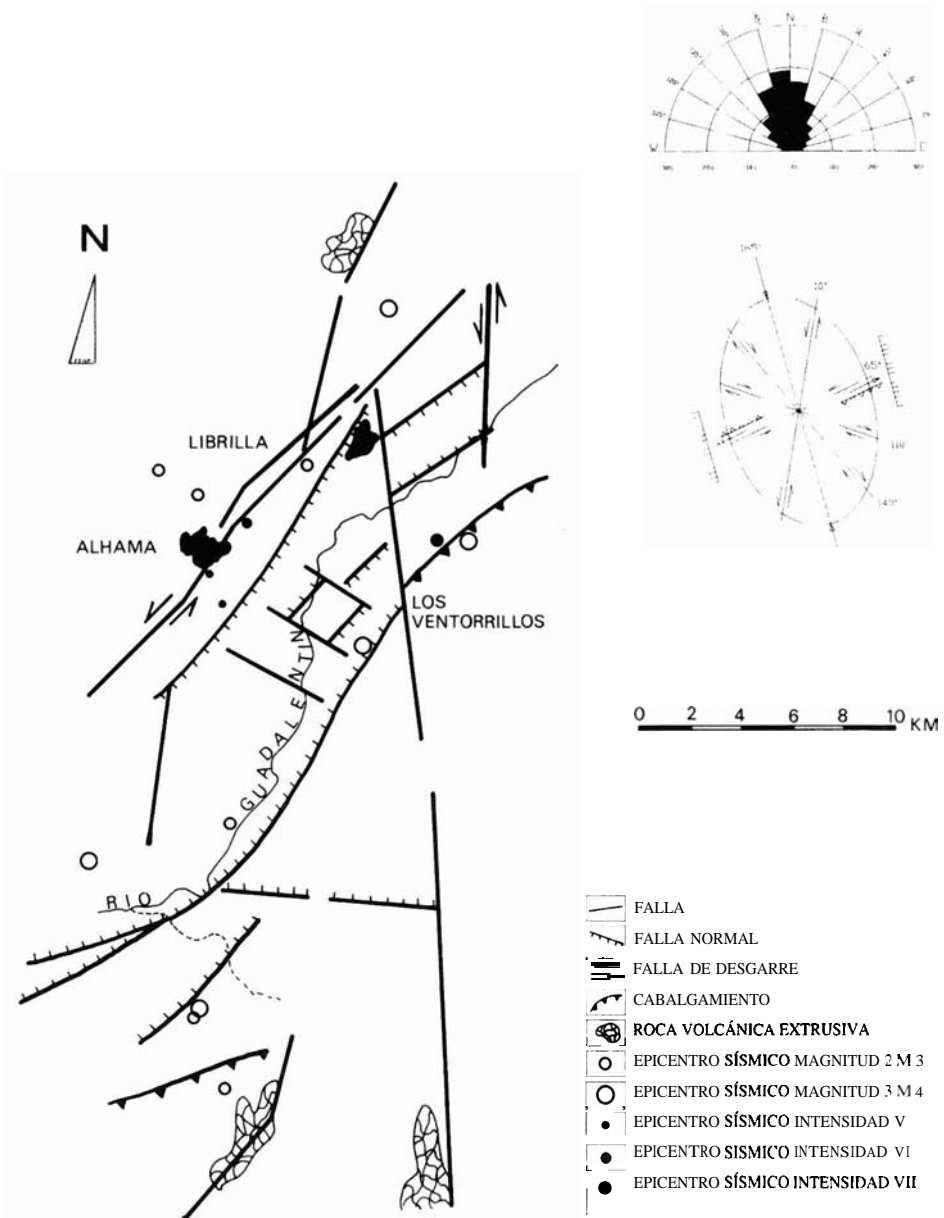 N
W
E
165°
10°
65°
110
140°
N
LIBRILLA
ALHAMA
LOS
VENTORRILLOS
RIO GUADALENTIN
0 2 4 6 8 10 KM
FALLA
FALLA NORMAL
FALLA DE DESGARRE
CABALGAMIENTO
ROCA VOLCÁNICA EXTRUSIVA
EPICENTRO SÍSMICO MAGNITUD 2 M 3
EPICENTRO SÍSMICO MAGNITUD 3 M 4
EPICENTRO SÍSMICO INTENSIDAD V
EPICENTRO SISMICO INTENSIDAD VI
EPICENTRO SÍSMICO INTENSIDAD VII